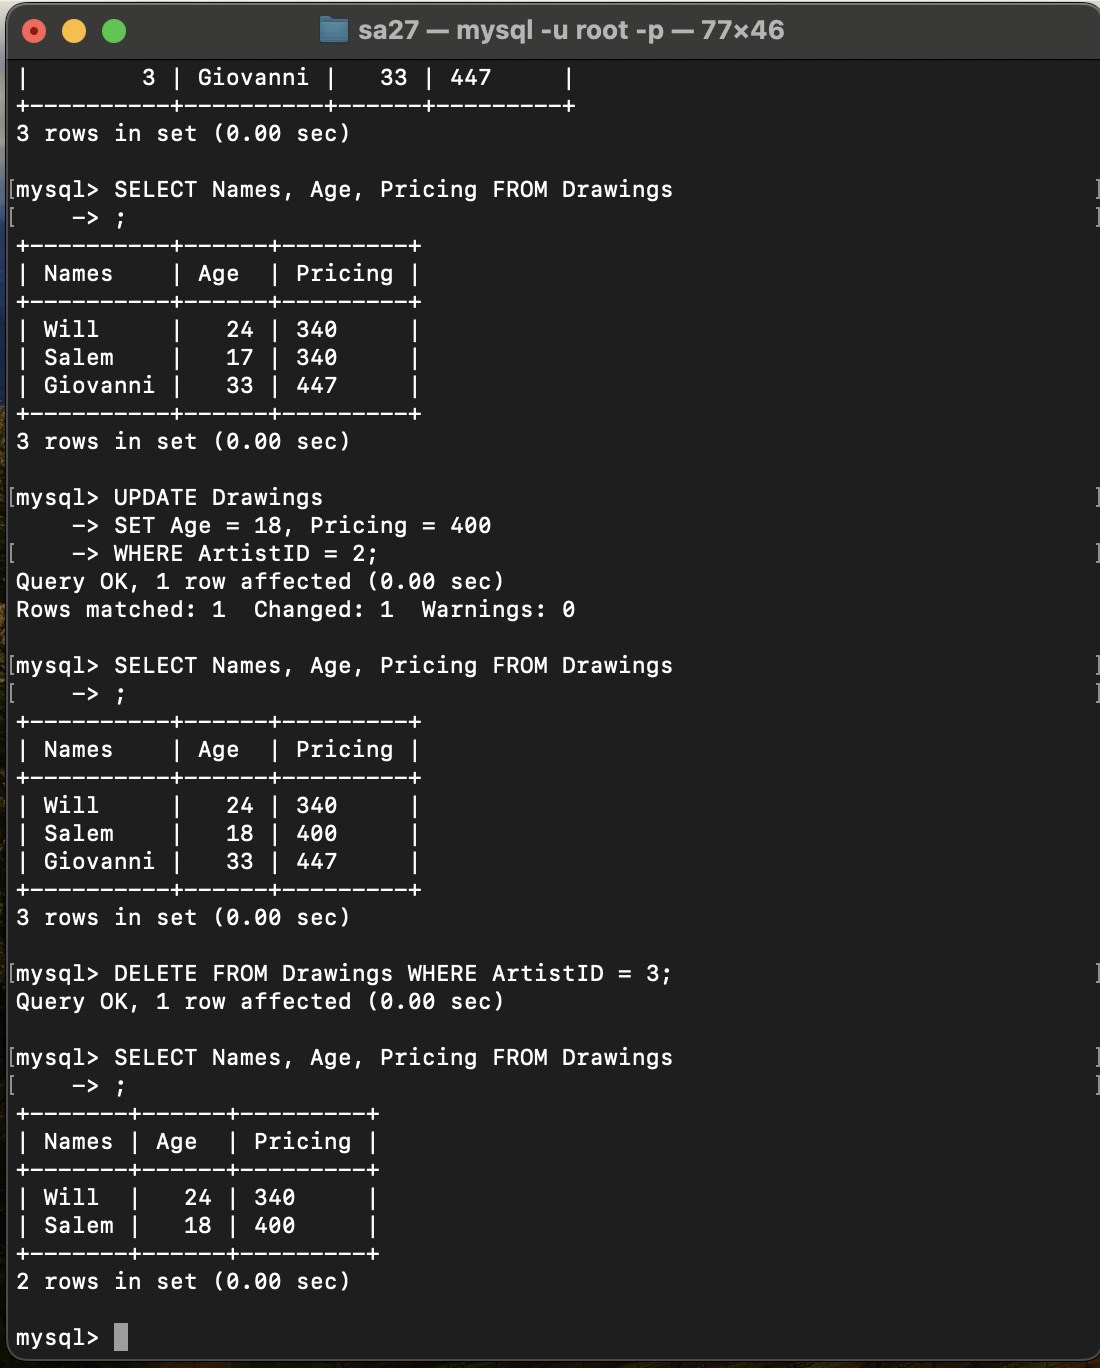 sa27 — mysql -u root -p — 77×46
|         3 | Giovanni |   33 | 447     |
+-----------+----------+------+---------+
3 rows in set (0.00 sec)
[mysql> SELECT Names, Age, Pricing FROM Drawings ]
[    -> ; ]
+----------+------+---------+
| Names    | Age  | Pricing |
+----------+------+---------+
| Will     |   24 | 340     |
| Salem    |   17 | 340     |
| Giovanni |   33 | 447     |
+----------+------+---------+
3 rows in set (0.00 sec)
[mysql> UPDATE Drawings ]
    -> SET Age = 18, Pricing = 400
[    -> WHERE ArtistID = 2; ]
Query OK, 1 row affected (0.00 sec)
Rows matched: 1  Changed: 1  Warnings: 0
[mysql> SELECT Names, Age, Pricing FROM Drawings ]
[    -> ; ]
+----------+------+---------+
| Names    | Age  | Pricing |
+----------+------+---------+
| Will     |   24 | 340     |
| Salem    |   18 | 400     |
| Giovanni |   33 | 447     |
+----------+------+---------+
3 rows in set (0.00 sec)
[mysql> DELETE FROM Drawings WHERE ArtistID = 3; ]
Query OK, 1 row affected (0.00 sec)
[mysql> SELECT Names, Age, Pricing FROM Drawings ]
[    -> ; ]
+-------+------+---------+
| Names | Age  | Pricing |
+-------+------+---------+
| Will  |   24 | 340     |
| Salem |   18 | 400     |
+-------+------+---------+
2 rows in set (0.00 sec)
mysql>